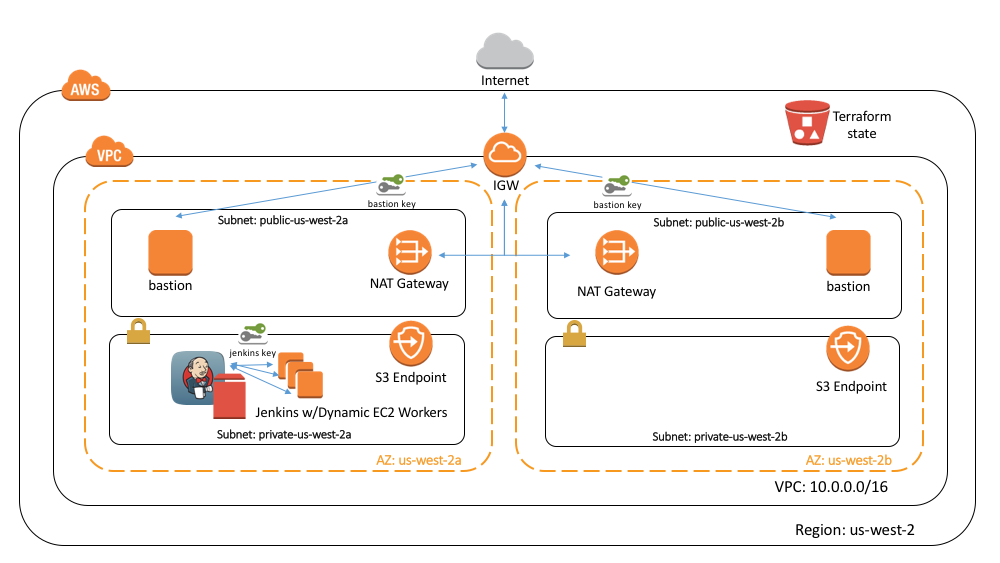 Internet
AWS
Terraform
state
VPC
IGW
bastion key
bastion key
Subnet: public-us-west-2a
Subnet: public-us-west-2b
bastion
NAT Gateway
NAT Gateway
bastion
jenkins key
S3 Endpoint
S3 Endpoint
Jenkins w/Dynamic EC2 Workers
Subnet: private-us-west-2a
Subnet: private-us-west-2b
AZ: us-west-2a
AZ: us-west-2b
VPC: 10.0.0.0/16
Region: us-west-2